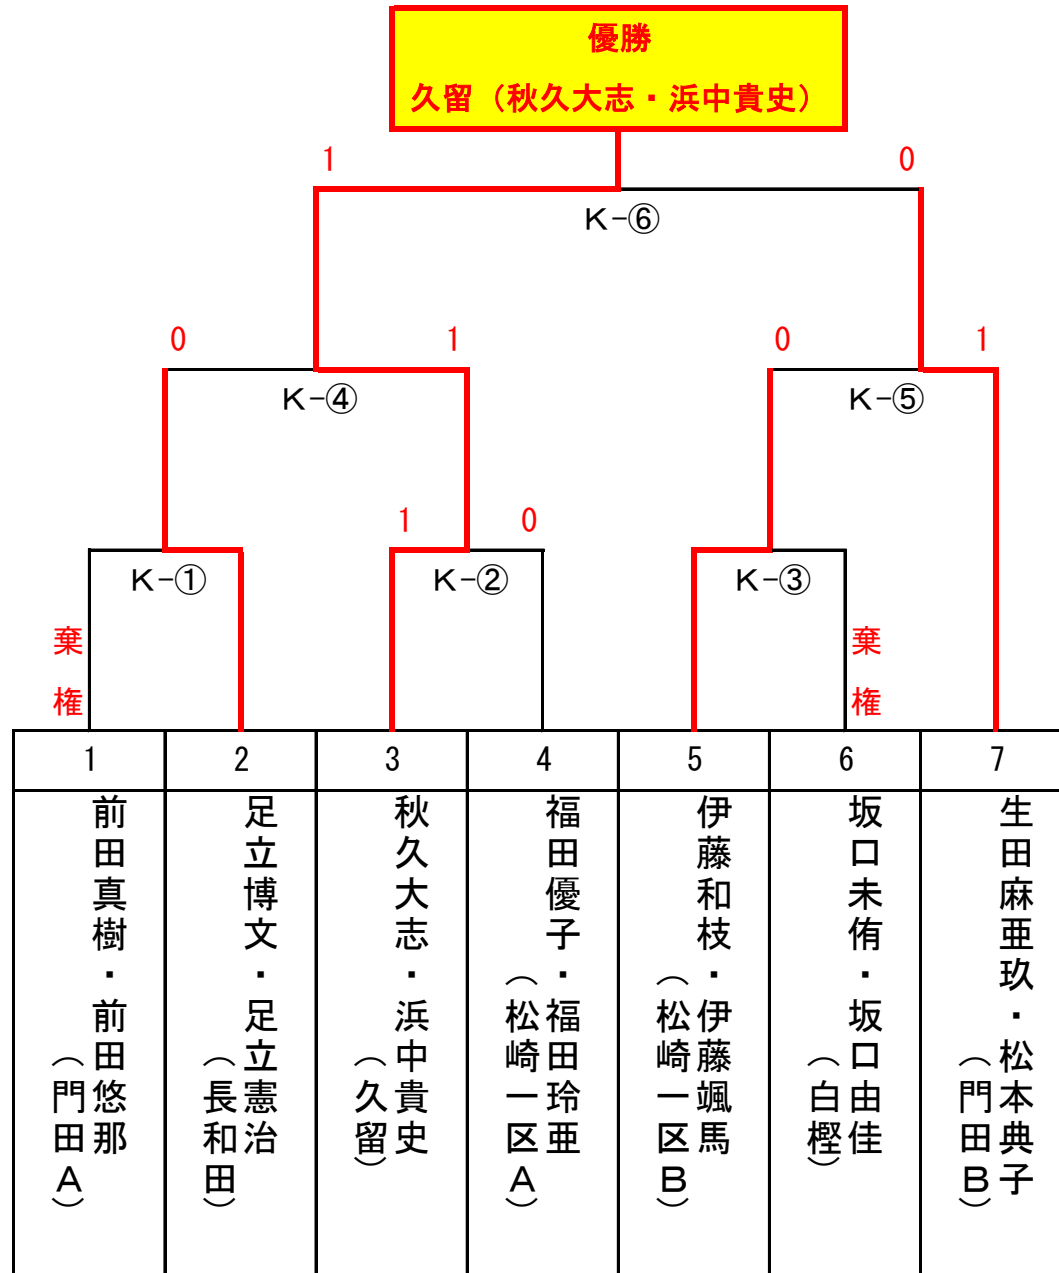 優勝
久留（秋久大志・浜中貴史）
1
0
K-⑥
0
1
0
1
K-④
K-⑤
1
0
K-①
K-②
K-③
棄権
棄権
1
2
3
4
5
6
7
前田真樹・前田悠那
（門田A）
足立博文・足立憲治
（長和田）
秋久大志・浜中貴史
（久留）
福田優子・福田玲亜
（松崎一区A）
伊藤和枝・伊藤颯馬
（松崎一区B）
坂口未侑・坂口由佳
（白樫）
生田麻亜玖・松本典子
（門田B）